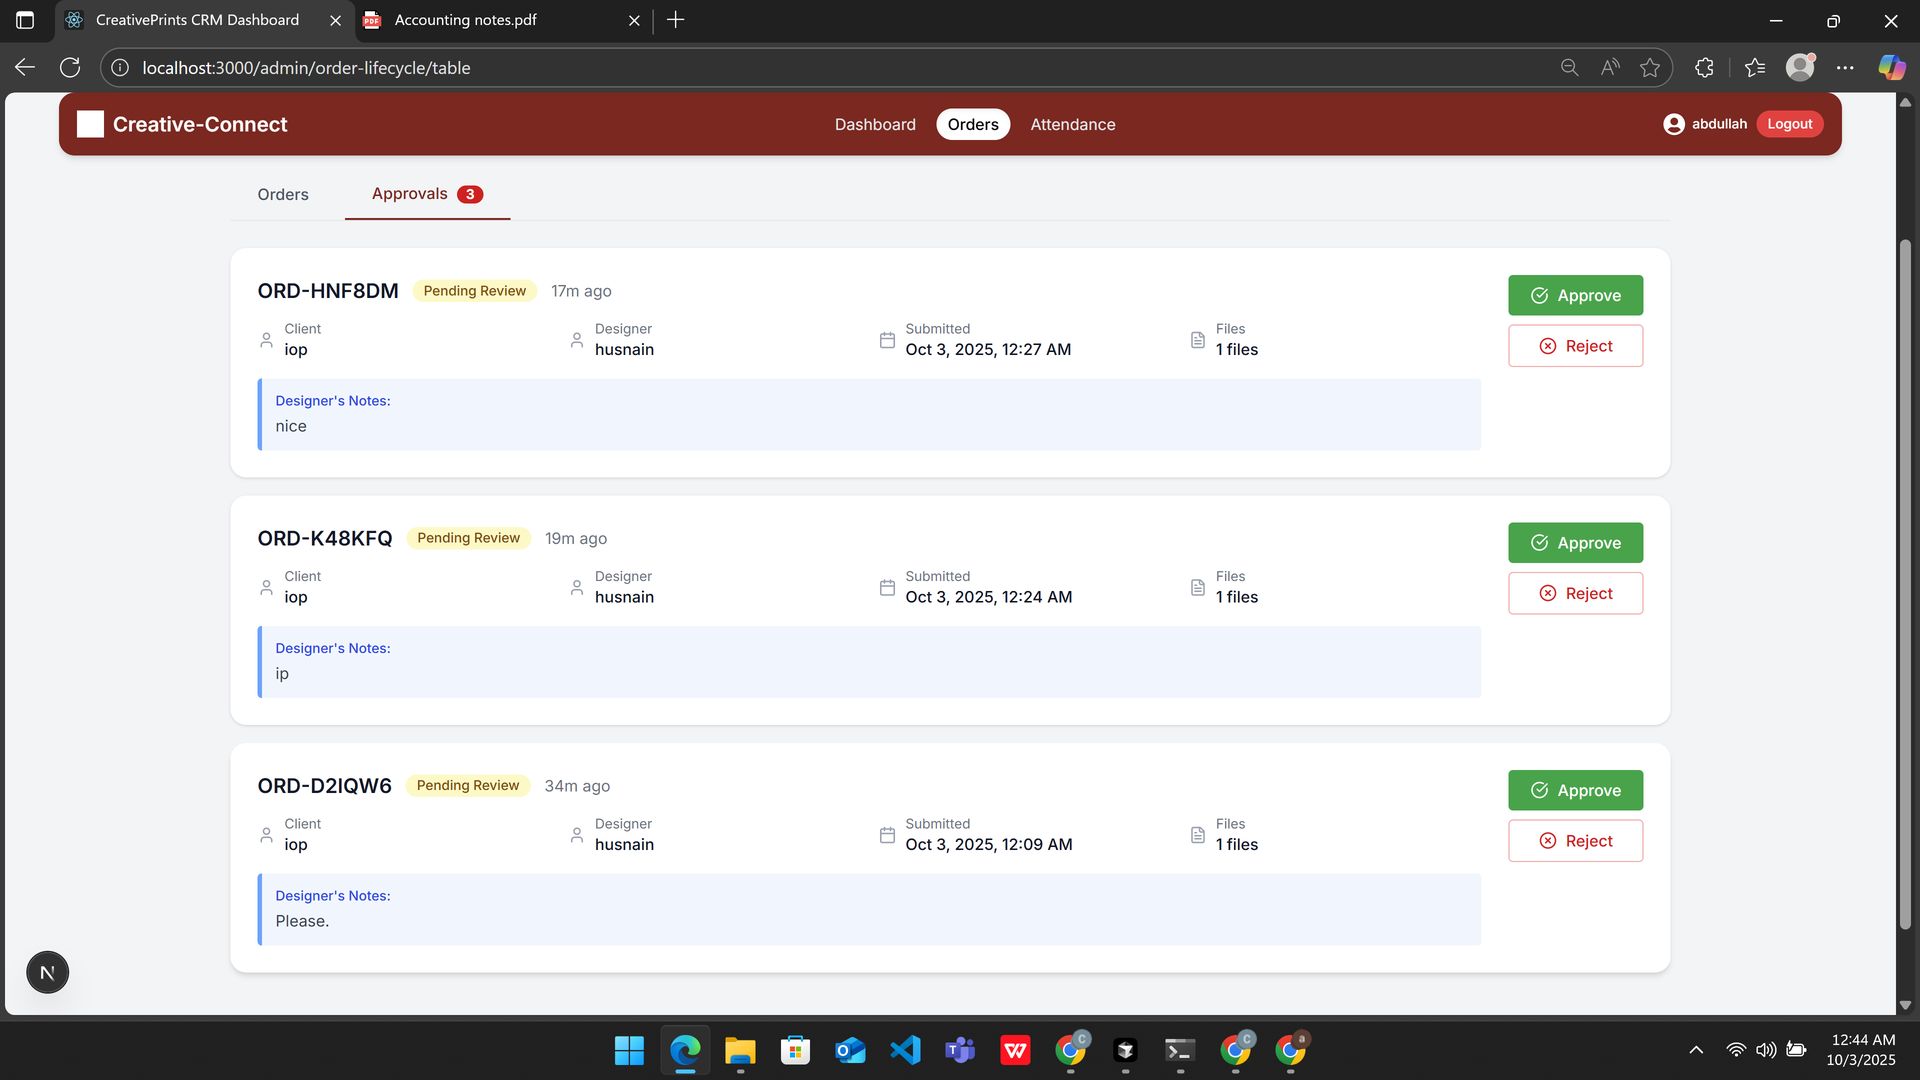 CreativePrints CRM Dashboard
Accounting notes.pdf
localhost:3000/admin/order-lifecycle/table
Creative-Connect
Dashboard
Orders
Attendance
abdullah
Logout
Orders
Approvals 3
ORD-HNF8DM Pending Review 17m ago
Approve
Reject
Client
iop
Designer
husnain
Submitted
Oct 3, 2025, 12:27 AM
Files
1 files
Designer's Notes:
nice
ORD-K48KFQ Pending Review 19m ago
Approve
Reject
Client
iop
Designer
husnain
Submitted
Oct 3, 2025, 12:24 AM
Files
1 files
Designer's Notes:
ip
ORD-D2IQW6 Pending Review 34m ago
Approve
Reject
Client
iop
Designer
husnain
Submitted
Oct 3, 2025, 12:09 AM
Files
1 files
Designer's Notes:
Please.
N
12:44 AM
10/3/2025